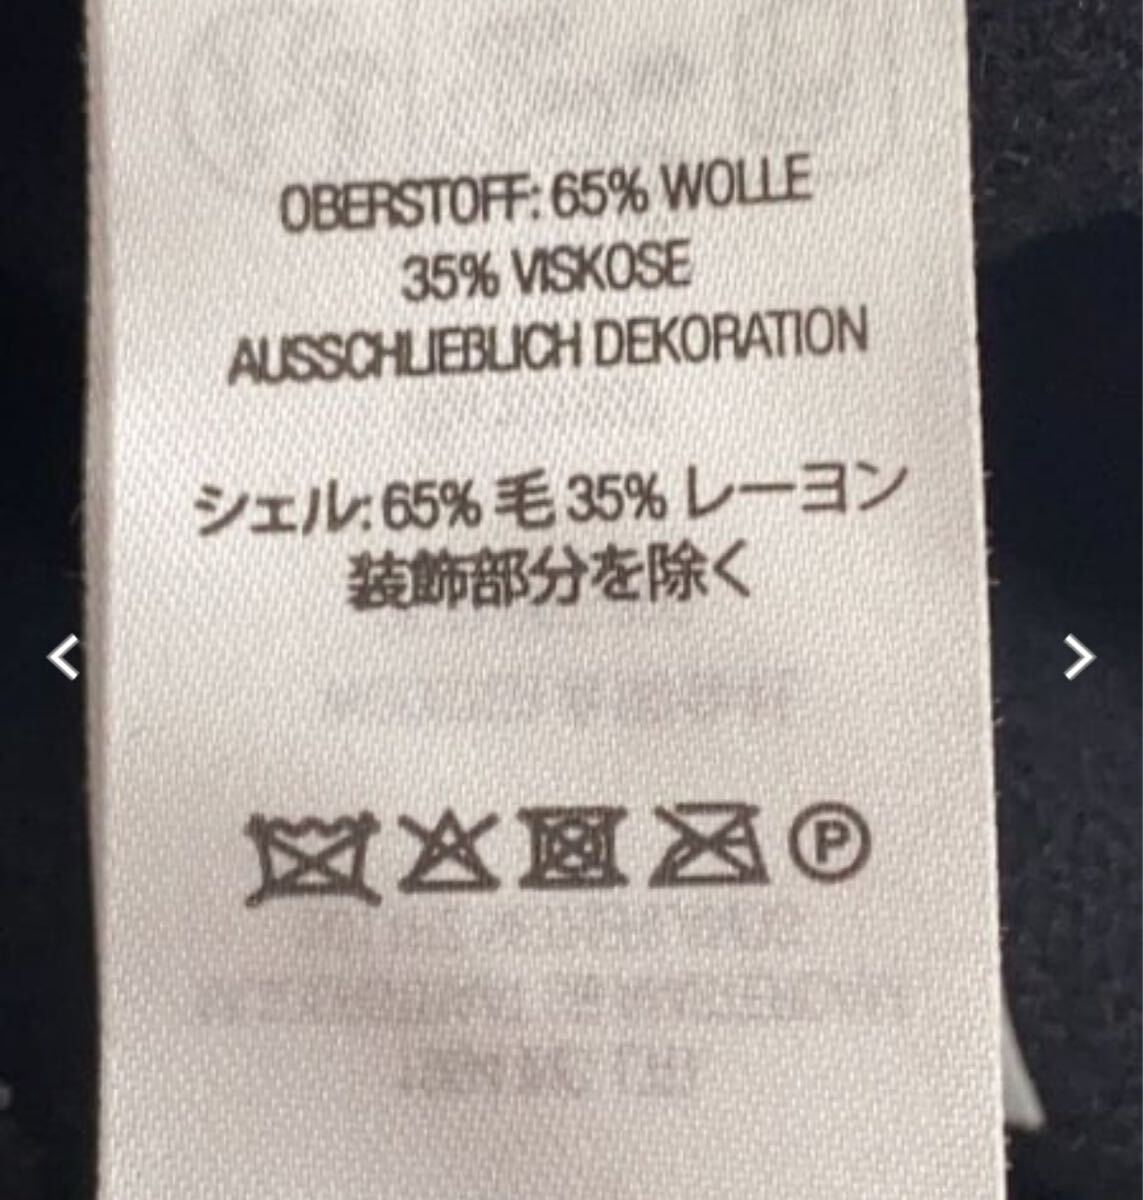 OBERSTOFF: 65% WOLLE
35% VISKOSE
AUSSCHLIEBLICH DEKORATION
シェル: 65% 毛 35% レーヨン
装飾部分を除く
P